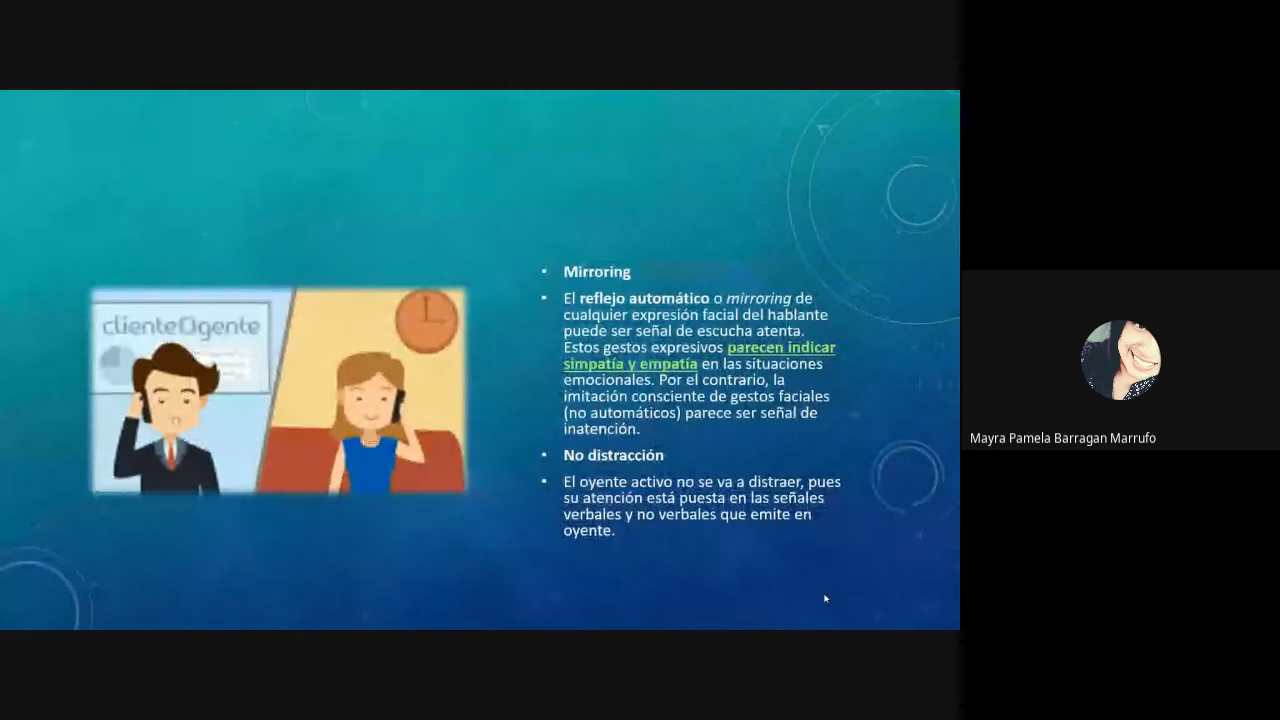 clienteOgente
Mirroring
El reflejo automático o mirroring de
cualquier expresión facial del hablante
puede ser señal de escucha atenta.
Estos gestos expresivos parecen indicar
simpatía y empatía en las situaciones
emocionales. Por el contrario, la
imitación consciente de gestos faciales
(no automáticos) parece ser señal de
inatención.
No distracción
El oyente activo no se va a distraer, pues
su atención está puesta en las señales
verbales y no verbales que emite en
oyente.
Mayra Pamela Barragan Marrufo